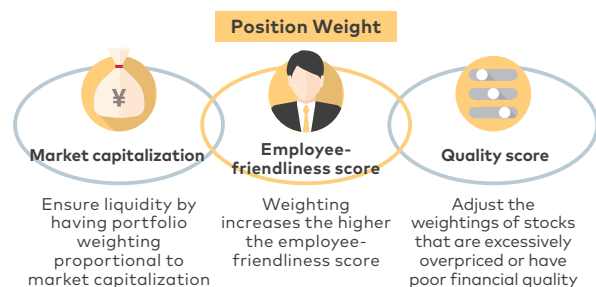 Position Weight
¥
Market capitalization
Employee-
friendliness score
Quality score
Ensure liquidity by
having portfolio
weighting
proportional to
market capitalization
Weighting
increases the higher
the employee-
friendliness score
Adjust the
weightings of stocks
that are excessively
overpriced or have
poor financial quality